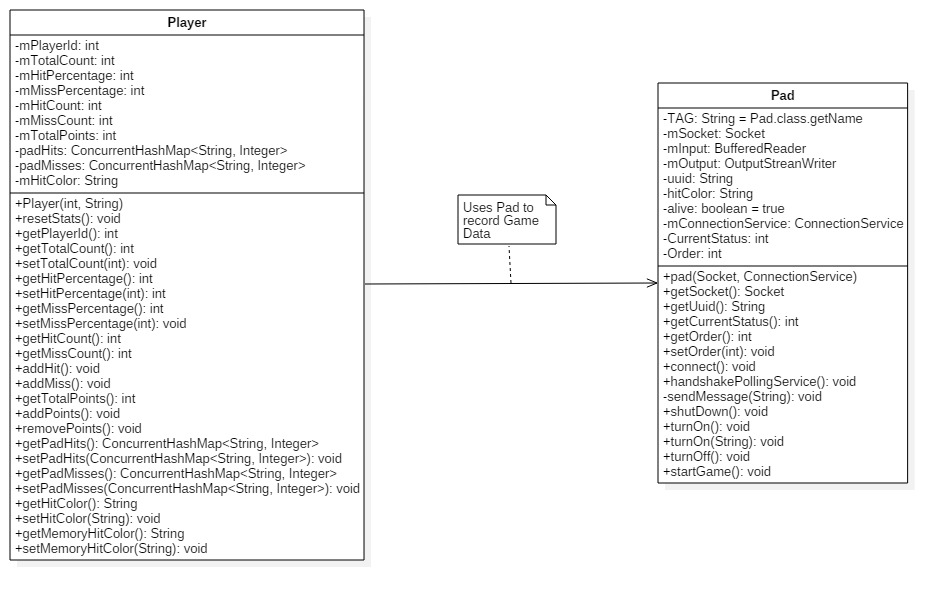 Player
-mPlayerId: int
-mTotalCount: int
-mHitPercentage: int
-mMissPercentage: int
-mHitCount: int
-mMissCount: int
-mTotalPoints: int
-padHits: ConcurrentHashMap<String, Integer>
-padMisses: ConcurrentHashMap<String, Integer>
-mHitColor: String
+Player(int, String)
+resetStats(): void
+getPlayerId(): int
+getTotalCount(): int
+setTotalCount(int): void
+getHitPercentage(): int
+setHitPercentage(int): int
+getMissPercentage(): int
+setMissPercentage(int): void
+getHitCount(): int
+getMissCount(): int
+addHit(): void
+addMiss(): void
+getTotalPoints(): int
+addPoints(): void
+removePoints(): void
+getPadHits(): ConcurrentHashMap<String, Integer>
+setPadHits(ConcurrentHashMap<String, Integer>): void
+getPadMisses(): ConcurrentHashMap<String, Integer>
+setPadMisses(ConcurrentHashMap<String, Integer>): void
+getHitColor(): String
+setHitColor(String): void
+getMemoryHitColor(): String
+setMemoryHitColor(String): void
Uses Pad to
record Game
Data
Pad
-TAG: String = Pad.class.getName
-mSocket: Socket
-mInput: BufferedReader
-mOutput: OutputStreanWriter
-uuid: String
-hitColor: String
-alive: boolean = true
-mConnectionService: ConnectionService
-CurrentStatus: int
-Order: int
+pad(Socket, ConnectionService)
+getSocket(): Socket
+getUuid(): String
+getCurrentStatus(): int
+getOrder(): int
+setOrder(int): void
+connect(): void
+handshakePollingService(): void
-sendMessage(String): void
+shutDown(): void
+turnOn(): void
+turnOn(String): void
+turnOff(): void
+startGame(): void